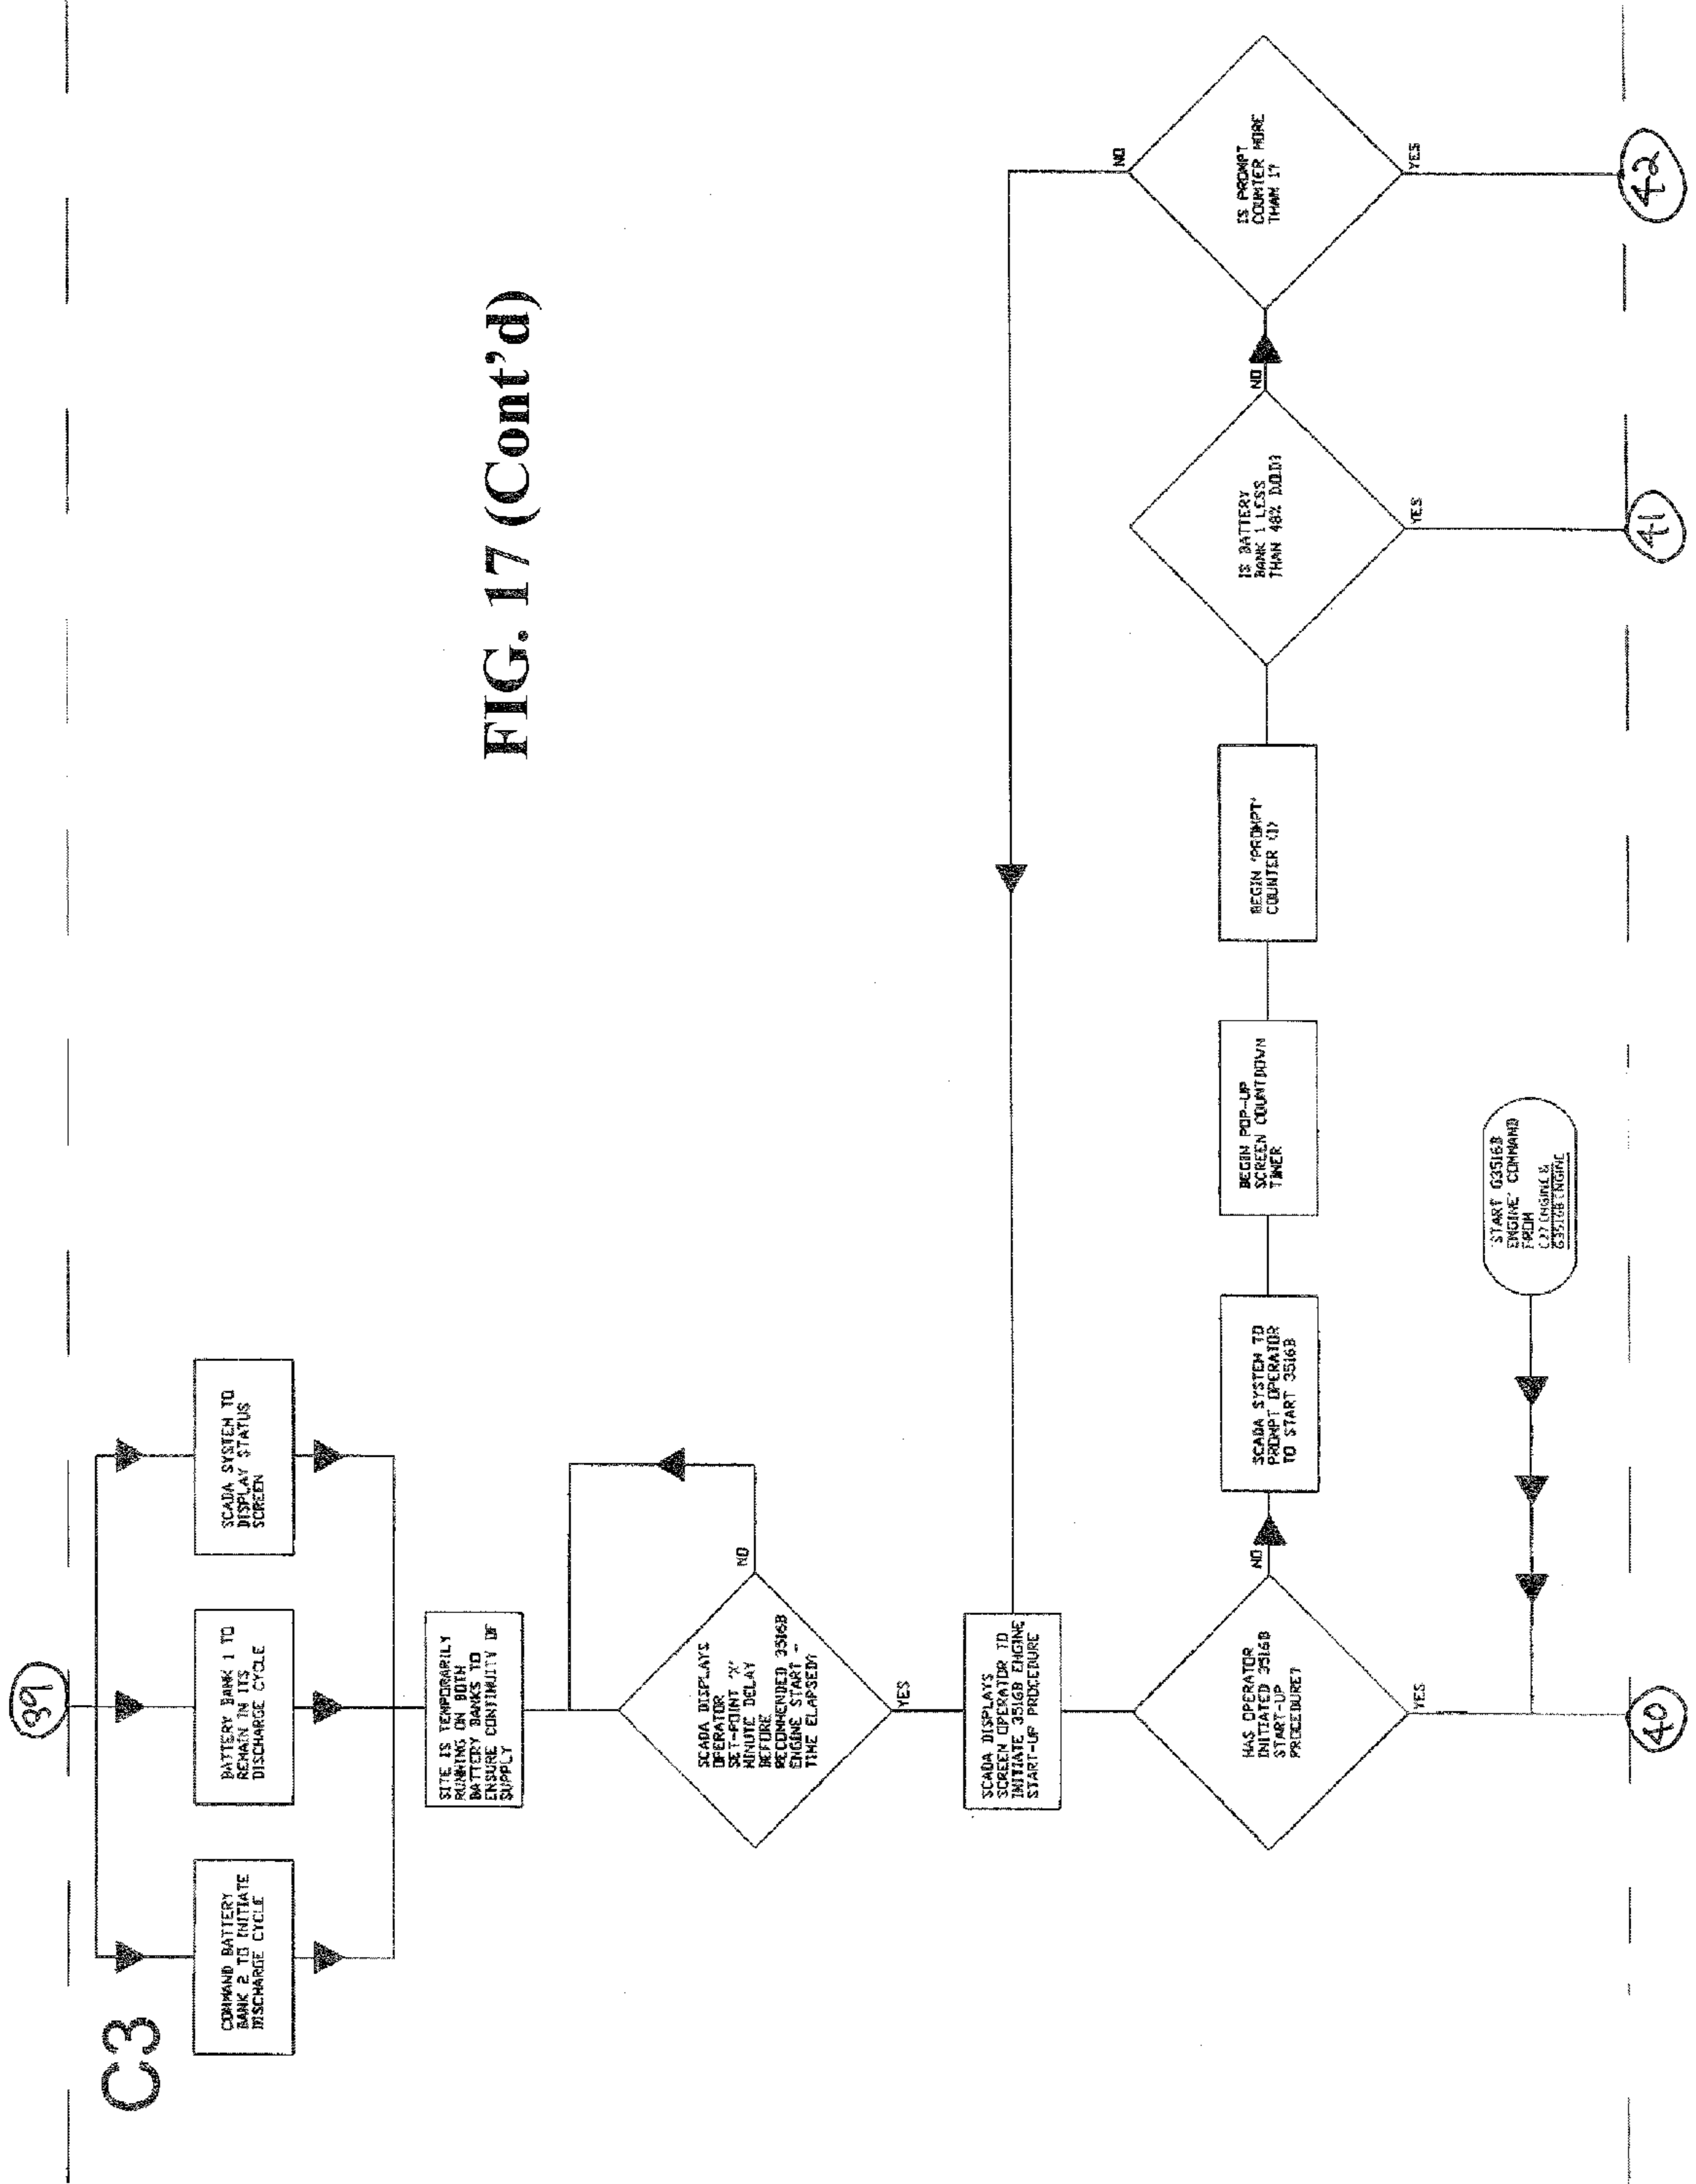 39
C3
COMMAND BATTERY
BANK 2 TO INITIATE
DISCHARGE CYCLE
BATTERY BANK 1 TO
REMAIN IN ITS
DISCHARGE CYCLE
SCADA SYSTEM TO
DISPLAY STATUS
SCREEN
SITE IS TEMPORARILY
RUNNING ON BOTH
BATTERY BANKS TO
ENSURE CONTINUITY OF
SUPPLY
FIG. 17 (Cont'd)
SCADA DISPLAYS
OPERATOR
SET-POINT 'X'
MINUTE DELAY
BEFORE
RECOMMENDED 3516B
ENGINE START -
TIME ELAPSED?
NO
YES
SCADA DISPLAYS
SCREEN OPERATOR TO
INITIATE 3516B ENGINE
START-UP PROCEDURE
HAS OPERATOR
INITIATED 3516B
START-UP
PROCEDURE?
NO
YES
SCADA SYSTEM TO
PROMPT OPERATOR
TO START 3516B
BEGIN POP-UP
SCREEN COUNTDOWN
TIMER
BEGIN 'PROMPT'
COUNTER (1)
IS BATTERY
BANK 1 LESS
THAN 48% D.O.D?
NO
YES
IS PROMPT
COUNTER MORE
THAN 1?
NO
YES
'START G3516B
ENGINE' COMMAND
FROM
C27 ENGINE &
G3516B ENGINE
40
41
42